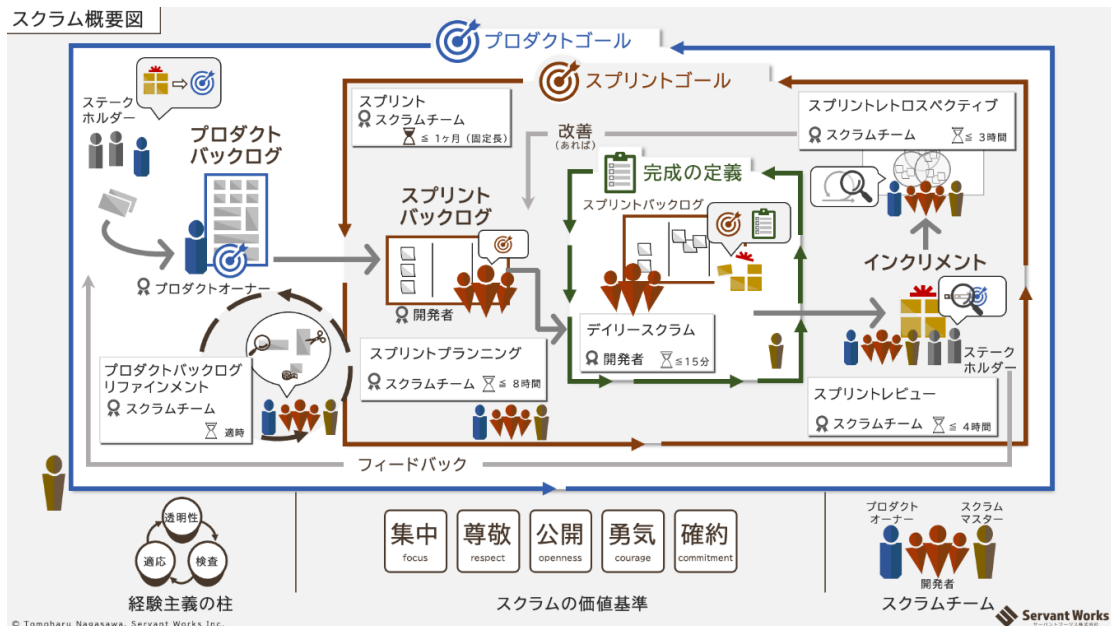 スクラム概要図
プロダクトゴール
スプリントゴール
ステーク
ホルダー
プロダクト
バックログ
プロダクトオーナー
スプリント
スクラムチーム
≦ 1ヶ月（固定長）
改善
（あれば）
スプリントレトロスペクティブ
スクラムチーム
≦ 3時間
完成の定義
スプリントバックログ
スプリント
バックログ
開発者
デイリースクラム
開発者
≦15分
インクリメント
ステーク
ホルダー
プロダクトバックログ
リファインメント
スクラムチーム
適時
スプリントプランニング
スクラムチーム
≦ 8時間
スプリントレビュー
スクラムチーム
≦ 4時間
フィードバック
透明性
適応
検査
経験主義の柱
集中
focus
尊敬
respect
公開
openness
勇気
courage
確約
commitment
スクラムの価値基準
プロダクト
オーナー
スクラム
マスター
開発者
スクラムチーム
© Tomoharu Nagasawa, Servant Works Inc.
Servant Works
サーバントワークス株式会社